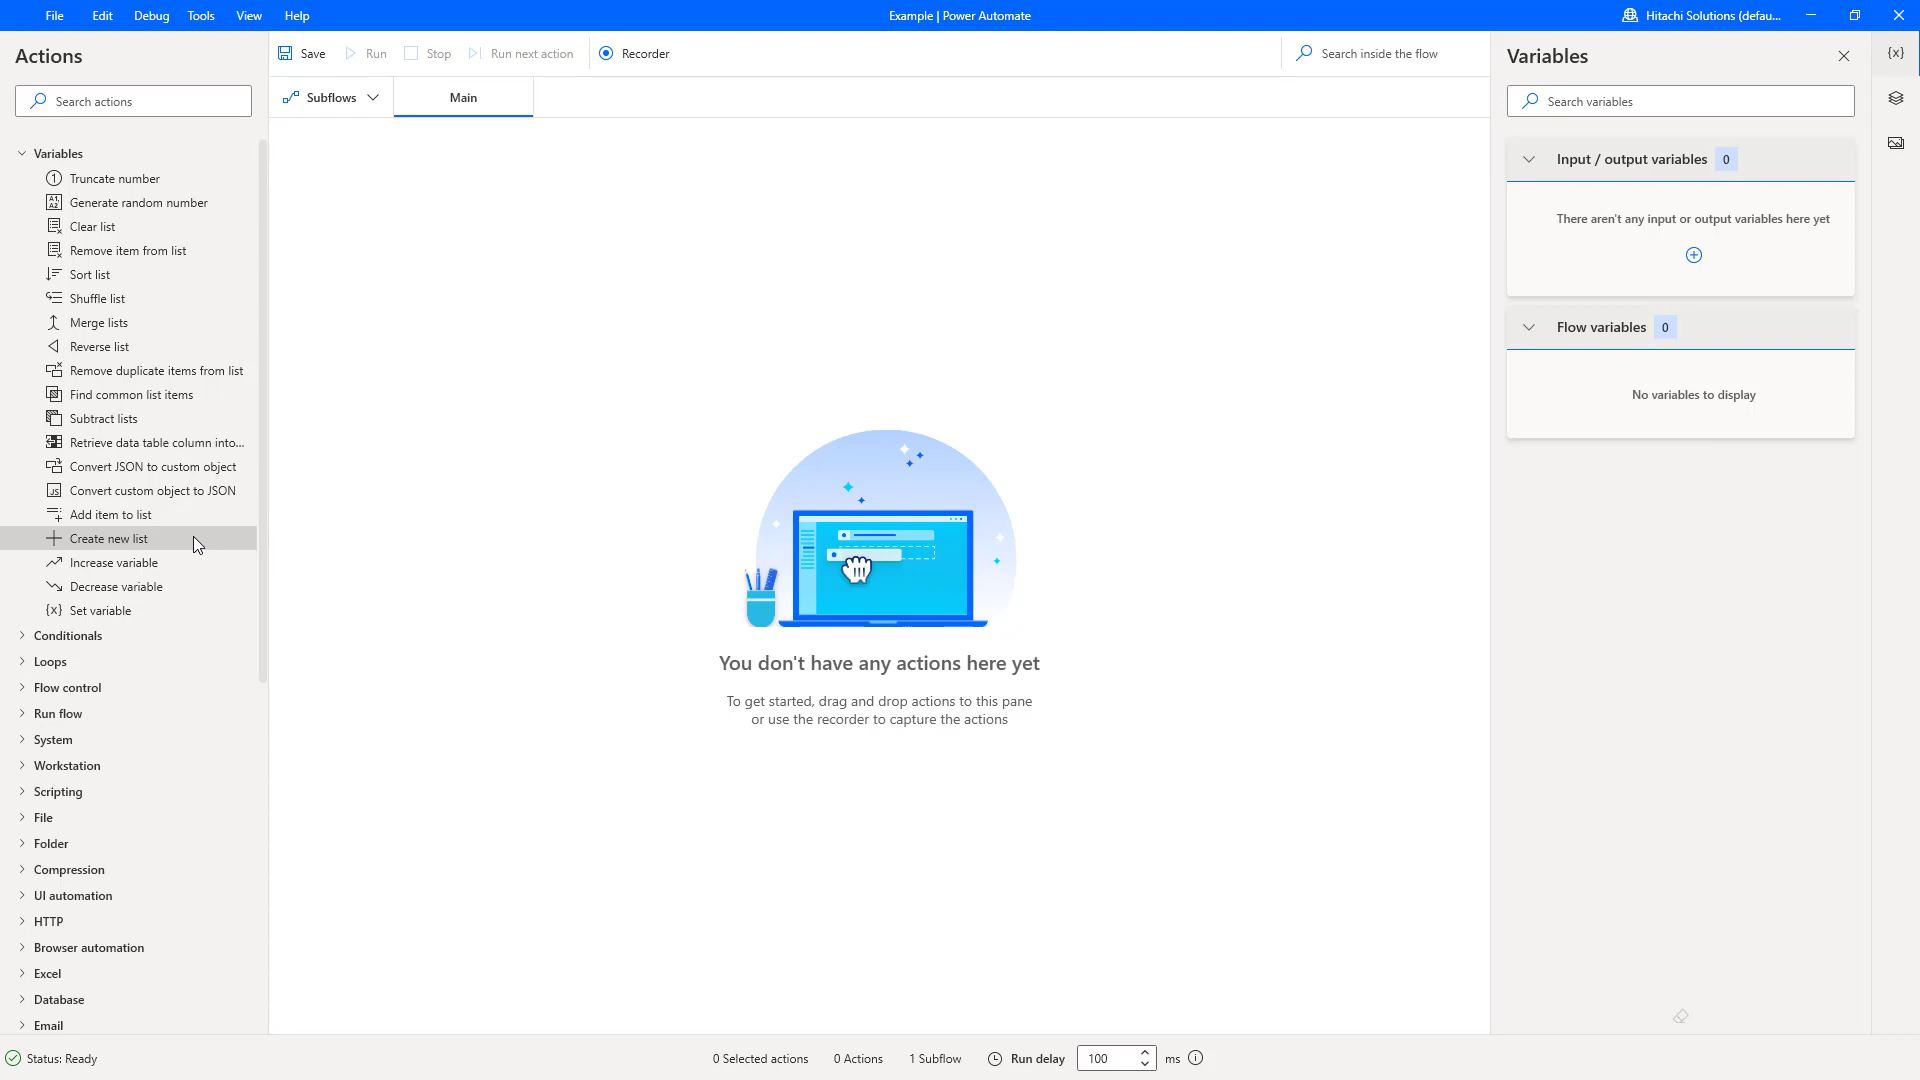 File Edit Debug Tools View Help
Example | Power Automate
Hitachi Solutions (defau...
Actions
Search actions
Variables
Truncate number
Generate random number
Clear list
Remove item from list
Sort list
Shuffle list
Merge lists
Reverse list
Remove duplicate items from list
Find common list items
Subtract lists
Retrieve data table column into...
Convert JSON to custom object
Convert custom object to JSON
Add item to list
Create new list
Increase variable
Decrease variable
{x} Set variable
Conditionals
Loops
Flow control
Run flow
System
Workstation
Scripting
File
Folder
Compression
UI automation
HTTP
Browser automation
Excel
Database
Email
Save Run Stop Run next action Recorder
Search inside the flow
Subflows Main
You don't have any actions here yet
To get started, drag and drop actions to this pane
or use the recorder to capture the actions
Variables
{x}
Search variables
Input / output variables 0
There aren't any input or output variables here yet
Flow variables 0
No variables to display
Status: Ready
0 Selected actions 0 Actions 1 Subflow Run delay 100 ms